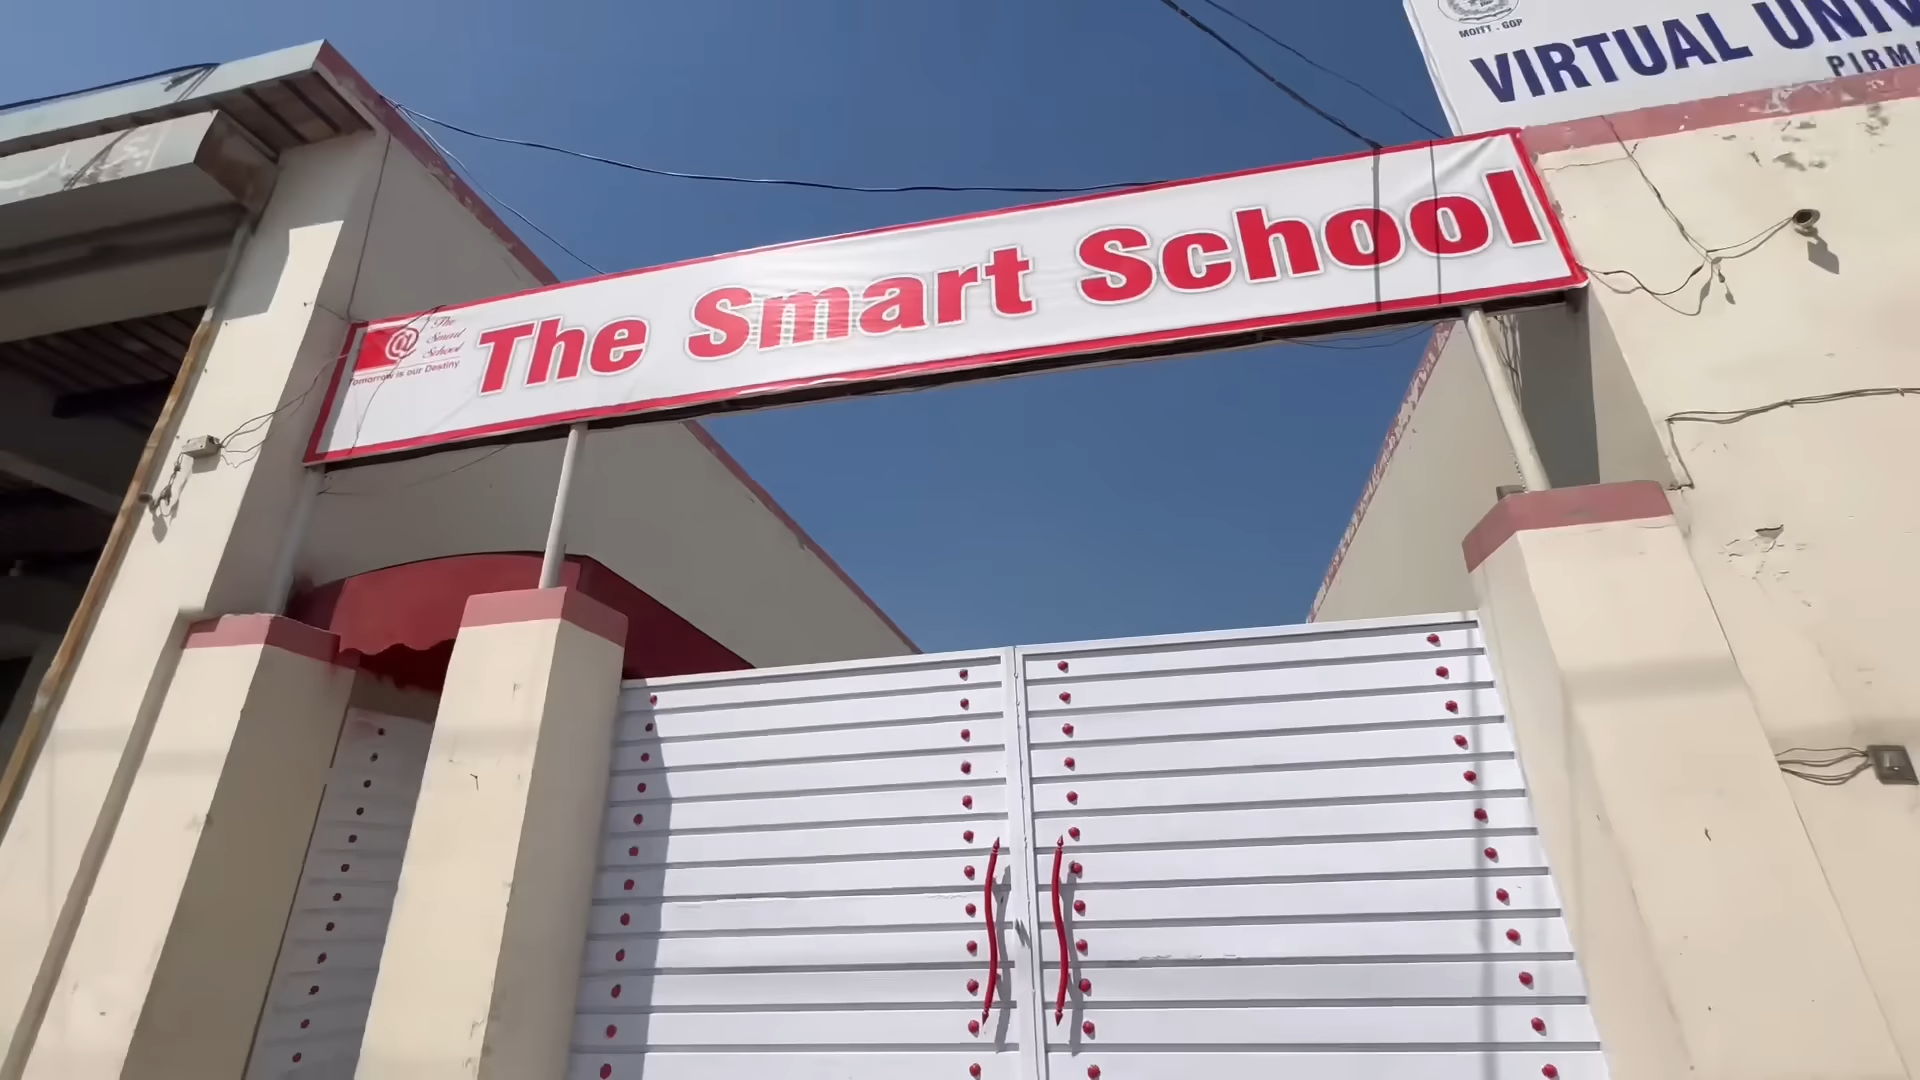 MOITT . GOP
VIRTUAL UNIV
PIRM
The Smart School
The
Smart
School
Tomorrow is our Destiny